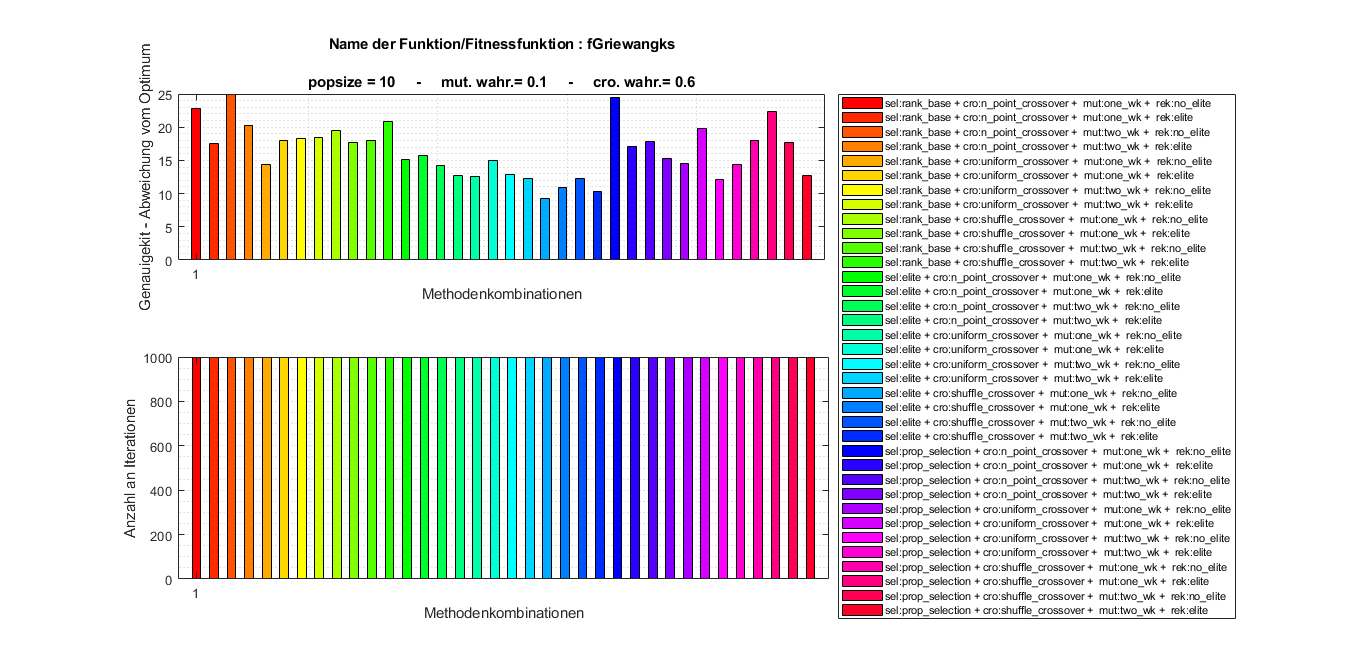 Name der Funktion/Fitnessfunktion : fGriewangks
popsize = 10 - mut. wahr.= 0.1 - cro. wahr.= 0.6
Genauigekit - Abweichung vom Optimum
25
20
15
10
5
0
1
Methodenkombinationen
Anzahl an Iterationen
1000
800
600
400
200
0
1
Methodenkombinationen
sel:rank_base + cro:n_point_crossover + mut:one_wk + rek:no_elite
sel:rank_base + cro:n_point_crossover + mut:one_wk + rek:elite
sel:rank_base + cro:n_point_crossover + mut:two_wk + rek:no_elite
sel:rank_base + cro:n_point_crossover + mut:two_wk + rek:elite
sel:rank_base + cro:uniform_crossover + mut:one_wk + rek:no_elite
sel:rank_base + cro:uniform_crossover + mut:one_wk + rek:elite
sel:rank_base + cro:uniform_crossover + mut:two_wk + rek:no_elite
sel:rank_base + cro:uniform_crossover + mut:two_wk + rek:elite
sel:rank_base + cro:shuffle_crossover + mut:one_wk + rek:no_elite
sel:rank_base + cro:shuffle_crossover + mut:one_wk + rek:elite
sel:rank_base + cro:shuffle_crossover + mut:two_wk + rek:no_elite
sel:rank_base + cro:shuffle_crossover + mut:two_wk + rek:elite
sel:elite + cro:n_point_crossover + mut:one_wk + rek:no_elite
sel:elite + cro:n_point_crossover + mut:one_wk + rek:elite
sel:elite + cro:n_point_crossover + mut:two_wk + rek:no_elite
sel:elite + cro:n_point_crossover + mut:two_wk + rek:elite
sel:elite + cro:uniform_crossover + mut:one_wk + rek:no_elite
sel:elite + cro:uniform_crossover + mut:one_wk + rek:elite
sel:elite + cro:uniform_crossover + mut:two_wk + rek:no_elite
sel:elite + cro:uniform_crossover + mut:two_wk + rek:elite
sel:elite + cro:shuffle_crossover + mut:one_wk + rek:no_elite
sel:elite + cro:shuffle_crossover + mut:one_wk + rek:elite
sel:elite + cro:shuffle_crossover + mut:two_wk + rek:no_elite
sel:elite + cro:shuffle_crossover + mut:two_wk + rek:elite
sel:prop_selection + cro:n_point_crossover + mut:one_wk + rek:no_elite
sel:prop_selection + cro:n_point_crossover + mut:one_wk + rek:elite
sel:prop_selection + cro:n_point_crossover + mut:two_wk + rek:no_elite
sel:prop_selection + cro:n_point_crossover + mut:two_wk + rek:elite
sel:prop_selection + cro:uniform_crossover + mut:one_wk + rek:no_elite
sel:prop_selection + cro:uniform_crossover + mut:one_wk + rek:elite
sel:prop_selection + cro:uniform_crossover + mut:two_wk + rek:no_elite
sel:prop_selection + cro:uniform_crossover + mut:two_wk + rek:elite
sel:prop_selection + cro:shuffle_crossover + mut:one_wk + rek:no_elite
sel:prop_selection + cro:shuffle_crossover + mut:one_wk + rek:elite
sel:prop_selection + cro:shuffle_crossover + mut:two_wk + rek:no_elite
sel:prop_selection + cro:shuffle_crossover + mut:two_wk + rek:elite